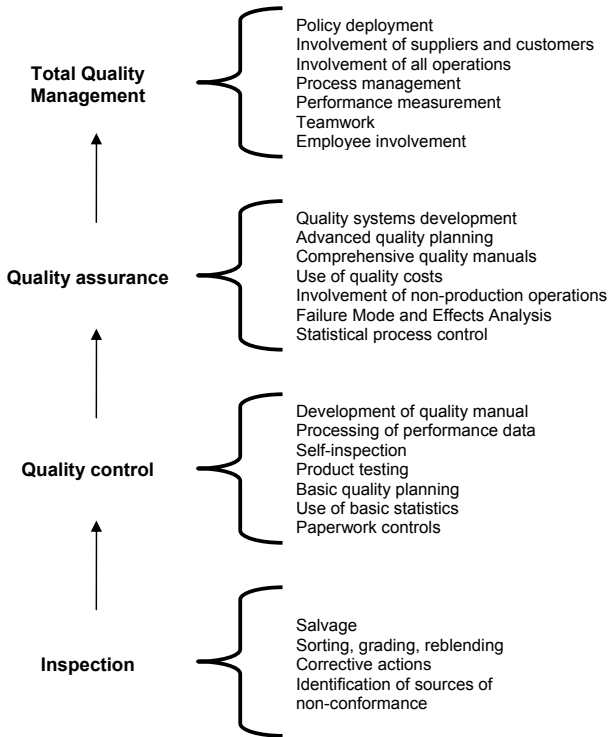 Total Quality
Management
Policy deployment
Involvement of suppliers and customers
Involvement of all operations
Process management
Performance measurement
Teamwork
Employee involvement
Quality assurance
Quality systems development
Advanced quality planning
Comprehensive quality manuals
Use of quality costs
Involvement of non-production operations
Failure Mode and Effects Analysis
Statistical process control
Quality control
Development of quality manual
Processing of performance data
Self-inspection
Product testing
Basic quality planning
Use of basic statistics
Paperwork controls
Inspection
Salvage
Sorting, grading, reblending
Corrective actions
Identification of sources of
non-conformance